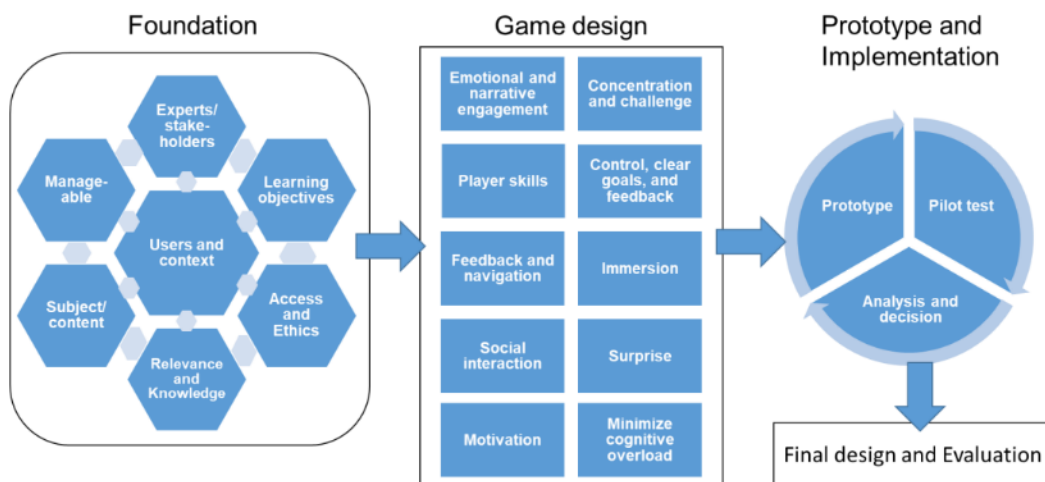 Foundation
Experts/
stake-
holders
Manage-
able
Learning
objectives
Users and
context
Subject/
content
Access
and
Ethics
Relevance
and
Knowledge
Game design
Emotional and
narrative
engagement
Concentration
and challenge
Player skills
Control, clear
goals, and
feedback
Feedback and
navigation
Immersion
Social
interaction
Surprise
Motivation
Minimize
cognitive
overload
Prototype and
Implementation
Prototype
Pilot test
Analysis and
decision
Final design and Evaluation